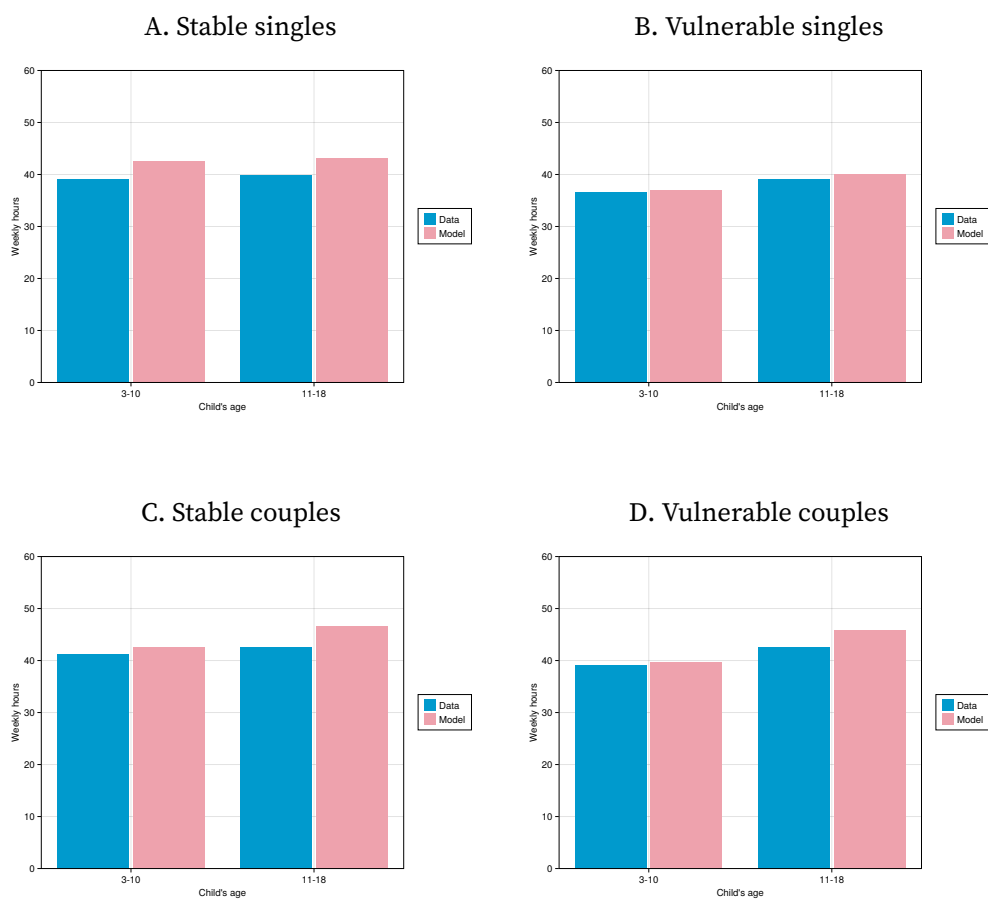 A. Stable singles
60
50
40
30
20
10
0
Weekly hours
3-10
11-18
Child's age
Data
Model
B. Vulnerable singles
60
50
40
30
20
10
0
Weekly hours
3-10
11-18
Child's age
Data
Model
C. Stable couples
60
50
40
30
20
10
0
Weekly hours
3-10
11-18
Child's age
Data
Model
D. Vulnerable couples
60
50
40
30
20
10
0
Weekly hours
3-10
11-18
Child's age
Data
Model